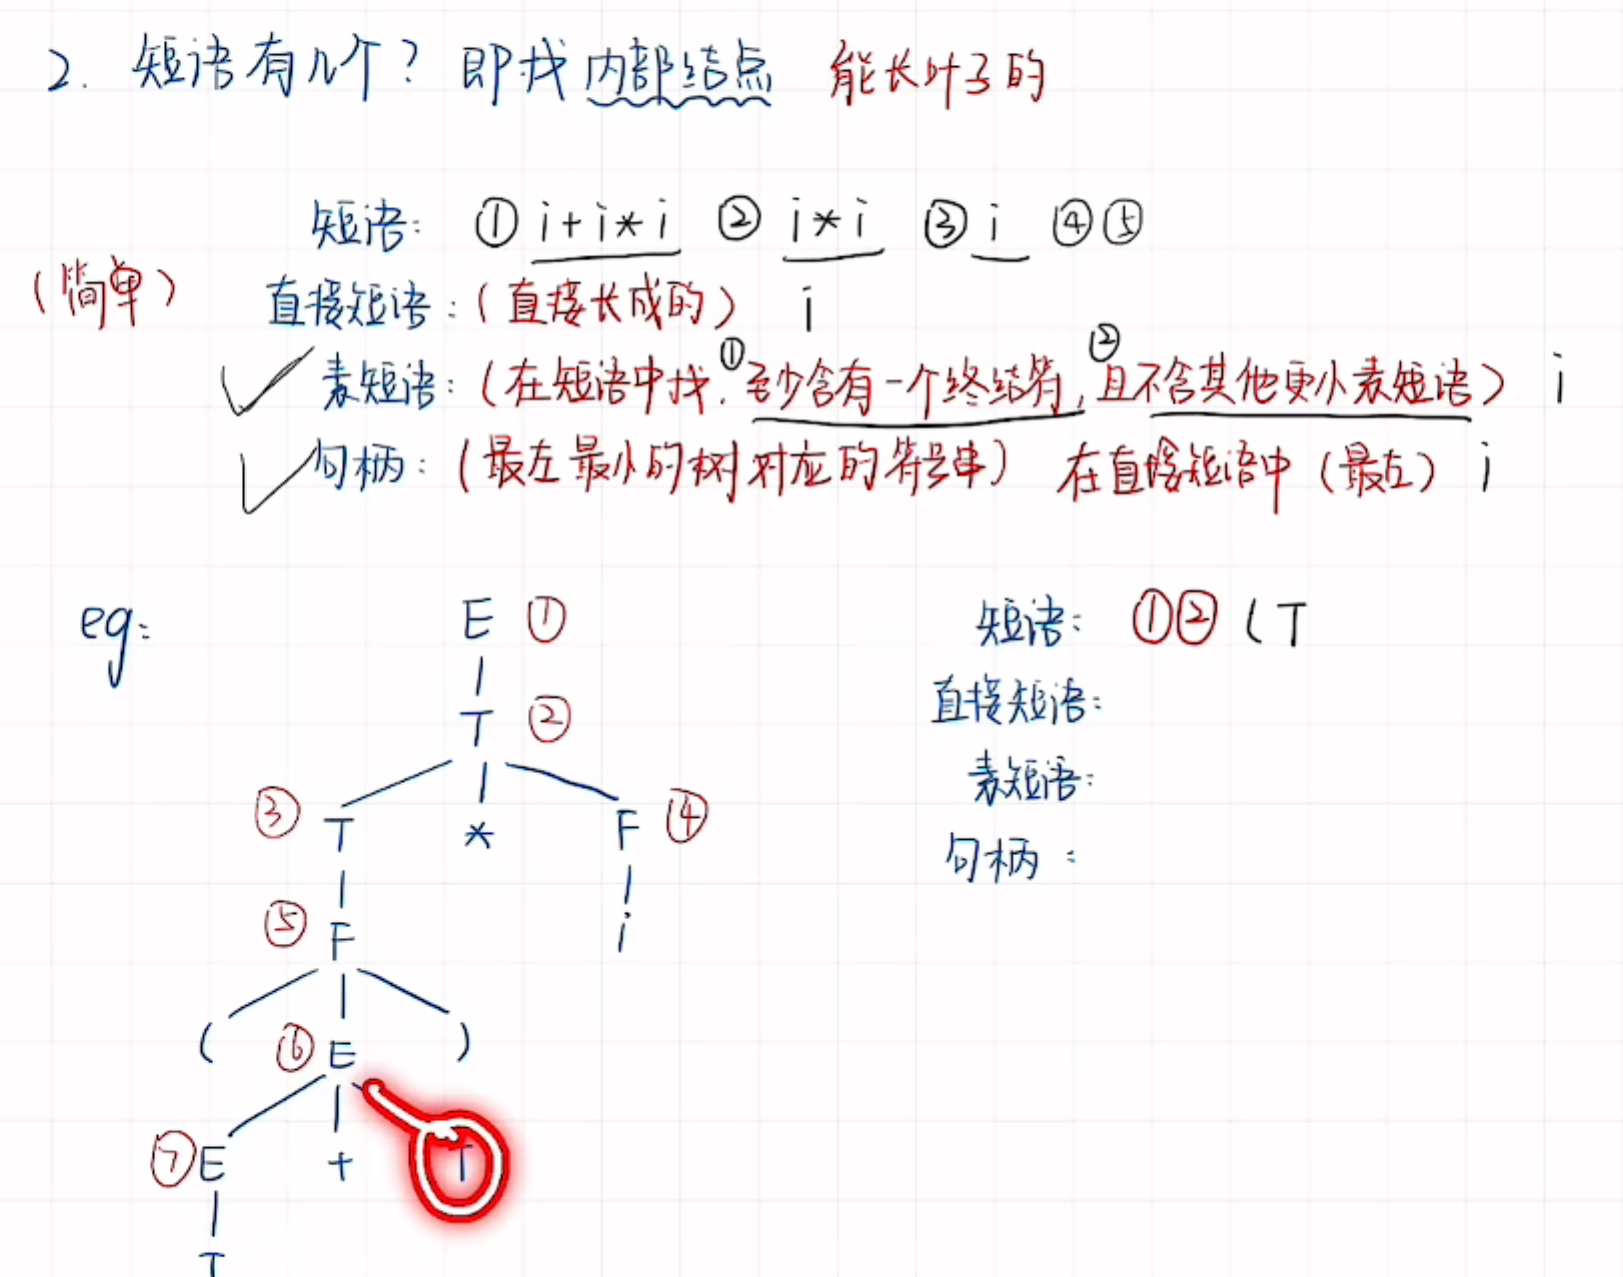 2. 短语有几个？ 即找内部结点 能长叶子的
短语: ① i+i*i ② i*i ③ i ④⑤
(简单) 直接短语: (直接长成的) i
素短语: (在短语中找, ①至少含有一个终结符, ②且不含其他更小素短语) i
句柄: (最左最小的树对应的符号串) 在直接短语中 (最左) i
eg:
E ①
T ②
③ T * F ④
⑤ F i
( ⑥ E )
⑦ E + T
T
短语: ①② (T
直接短语:
素短语:
句柄: